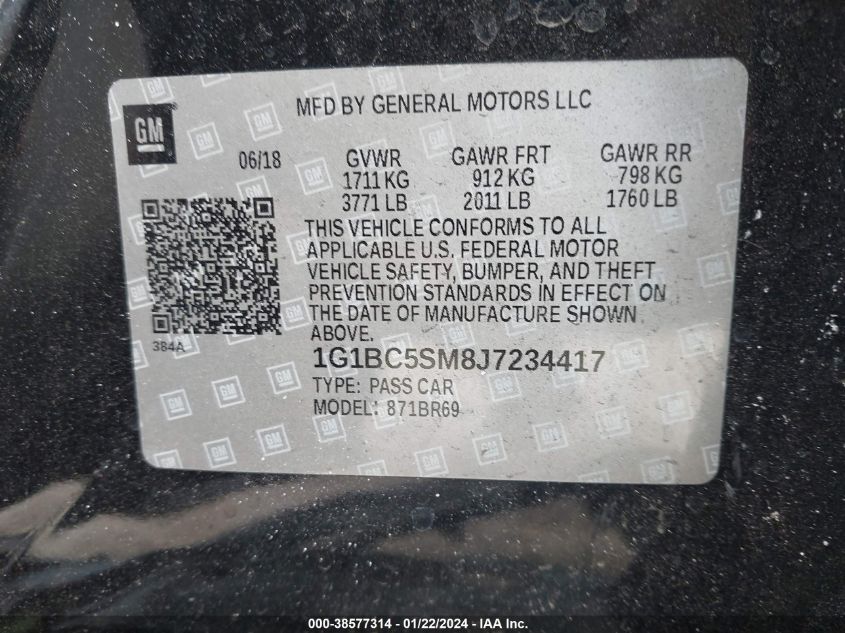 MFD BY GENERAL MOTORS LLC
GM
06/18 GVWR GAWR FRT GAWR RR
1711 KG 912 KG 798 KG
3771 LB 2011 LB 1760 LB
THIS VEHICLE CONFORMS TO ALL
APPLICABLE U.S. FEDERAL MOTOR
VEHICLE SAFETY, BUMPER, AND THEFT
PREVENTION STANDARDS IN EFFECT ON
THE DATE OF MANUFACTURE SHOWN
ABOVE.
384A
1G1BC5SM8J7234417
TYPE: PASS CAR
MODEL: 871BR69
000-38577314 - 01/22/2024 - COPYRIGHT IAA, LLC.